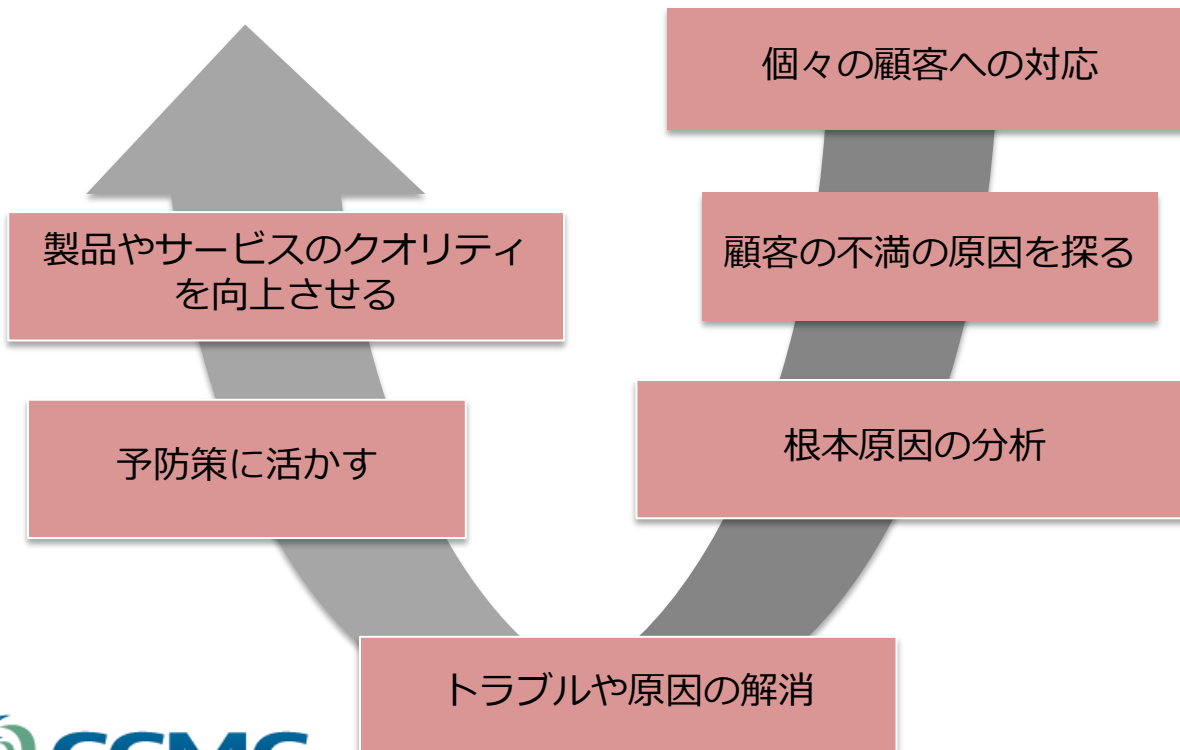 個々の顧客への対応
顧客の不満の原因を探る
根本原因の分析
トラブルや原因の解消
予防策に活かす
製品やサービスのクオリティ
を向上させる